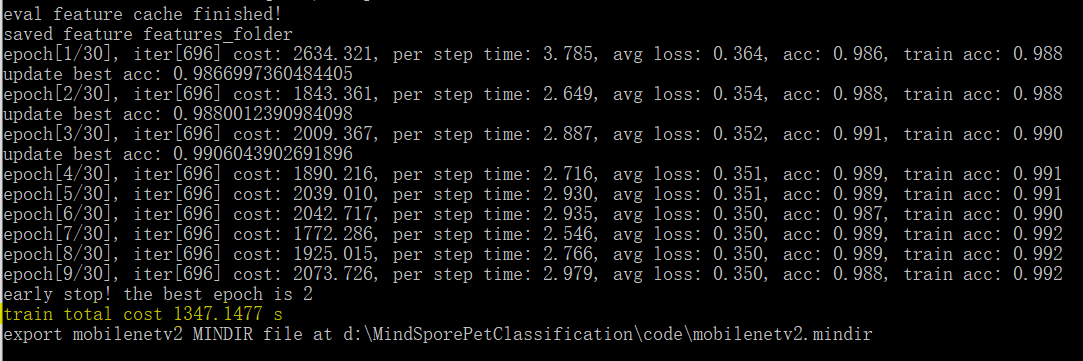 eval feature cache finished!
saved feature features_folder
epoch[1/30], iter[696] cost: 2634.321, per step time: 3.785, avg loss: 0.364, acc: 0.986, train acc: 0.988
update best acc: 0.9866997360484405
epoch[2/30], iter[696] cost: 1843.361, per step time: 2.649, avg loss: 0.354, acc: 0.988, train acc: 0.988
update best acc: 0.9880012390984098
epoch[3/30], iter[696] cost: 2009.367, per step time: 2.887, avg loss: 0.352, acc: 0.991, train acc: 0.990
update best acc: 0.9906043902691896
epoch[4/30], iter[696] cost: 1890.216, per step time: 2.716, avg loss: 0.351, acc: 0.989, train acc: 0.991
epoch[5/30], iter[696] cost: 2039.010, per step time: 2.930, avg loss: 0.351, acc: 0.989, train acc: 0.991
epoch[6/30], iter[696] cost: 2042.717, per step time: 2.935, avg loss: 0.350, acc: 0.987, train acc: 0.990
epoch[7/30], iter[696] cost: 1772.286, per step time: 2.546, avg loss: 0.350, acc: 0.989, train acc: 0.992
epoch[8/30], iter[696] cost: 1925.015, per step time: 2.766, avg loss: 0.350, acc: 0.989, train acc: 0.992
epoch[9/30], iter[696] cost: 2073.726, per step time: 2.979, avg loss: 0.350, acc: 0.988, train acc: 0.992
early stop! the best epoch is 2
train total cost 1347.1477 s
export mobilenetv2 MINDIR file at d:\MindSporePetClassification\code\mobilenetv2.mindir